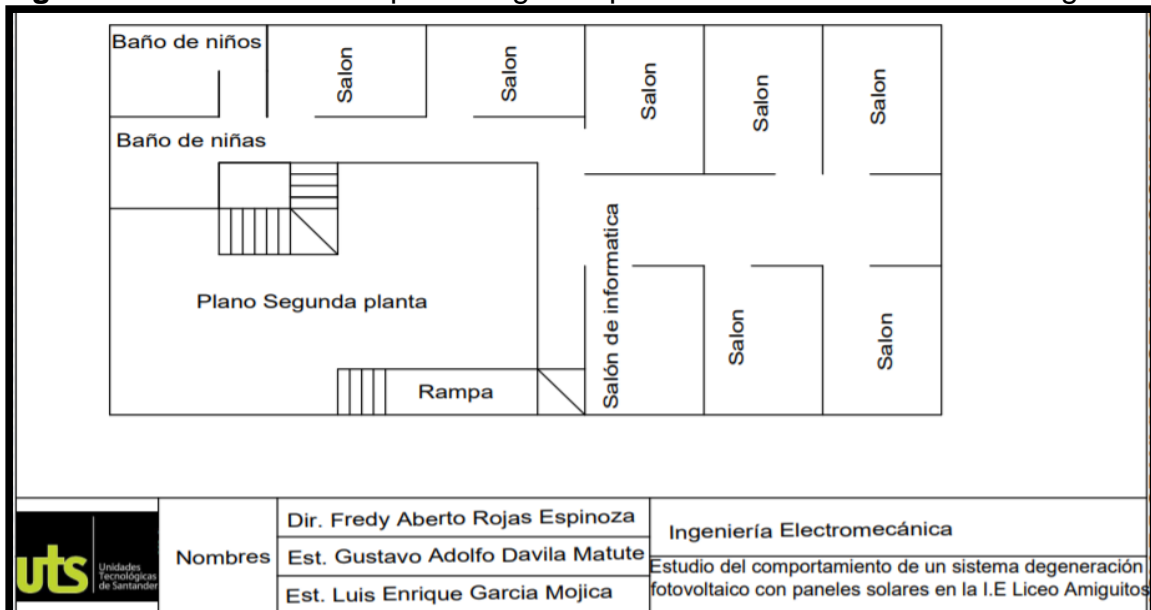 Baño de niños
Salon
Salon
Salon
Salon
Salon
Baño de niñas
Salón de informatica
Plano Segunda planta
Salon
Salon
Rampa
uts
Unidades
Tecnológicas
de Santander
Nombres
Dir. Fredy Aberto Rojas Espinoza
Est. Gustavo Adolfo Davila Matute
Est. Luis Enrique Garcia Mojica
Ingeniería Electromecánica
Estudio del comportamiento de un sistema degeneración
fotovoltaico con paneles solares en la I.E Liceo Amiguitos